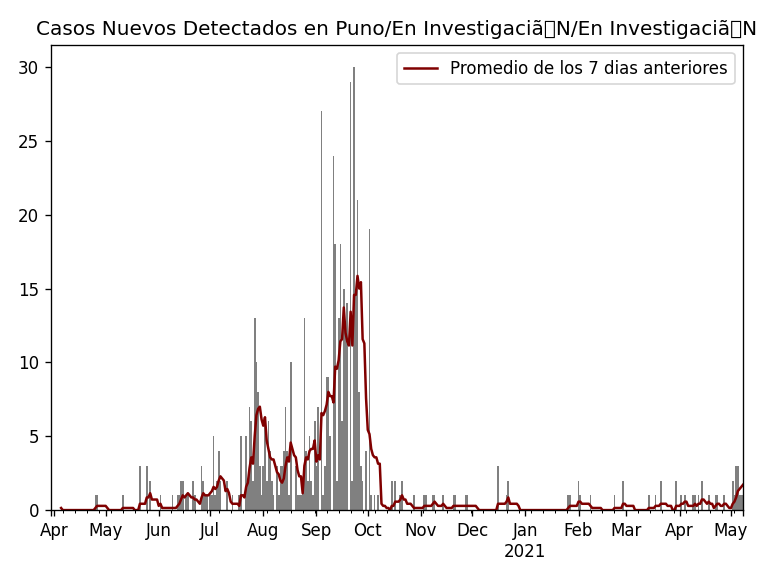 Casos Nuevos Detectados en Puno/En Investigaciã▯N/En Investigaciã▯N
Promedio de los 7 dias anteriores
30
25
20
15
10
5
0
Apr May Jun Jul Aug Sep Oct Nov Dec Jan Feb Mar Apr May
2021